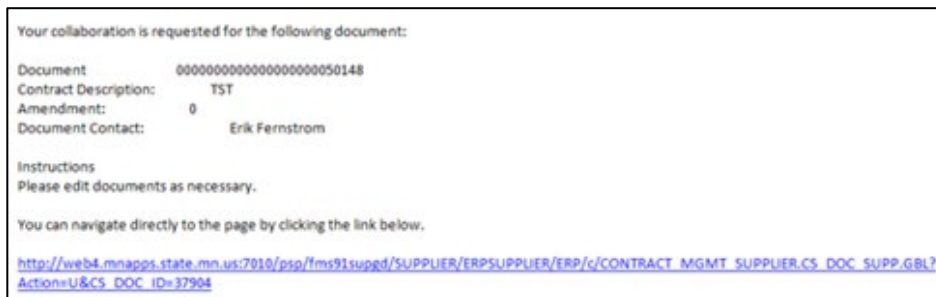 Your collaboration is requested for the following document:
Document 0000000000000000000050148
Contract Description: TST
Amendment: 0
Document Contact: Erik Fernstrom
Instructions
Please edit documents as necessary.
You can navigate directly to the page by clicking the link below.
http://web4.mnapps.state.mn.us:7010/psp/fms91supgd/SUPPLIER/ERPSUPPLIER/ERP/c/CONTRACT_MGMT_SUPPLIER.CS_DOC_SUPP.GBL?
Action=U&CS_DOC_ID=37904